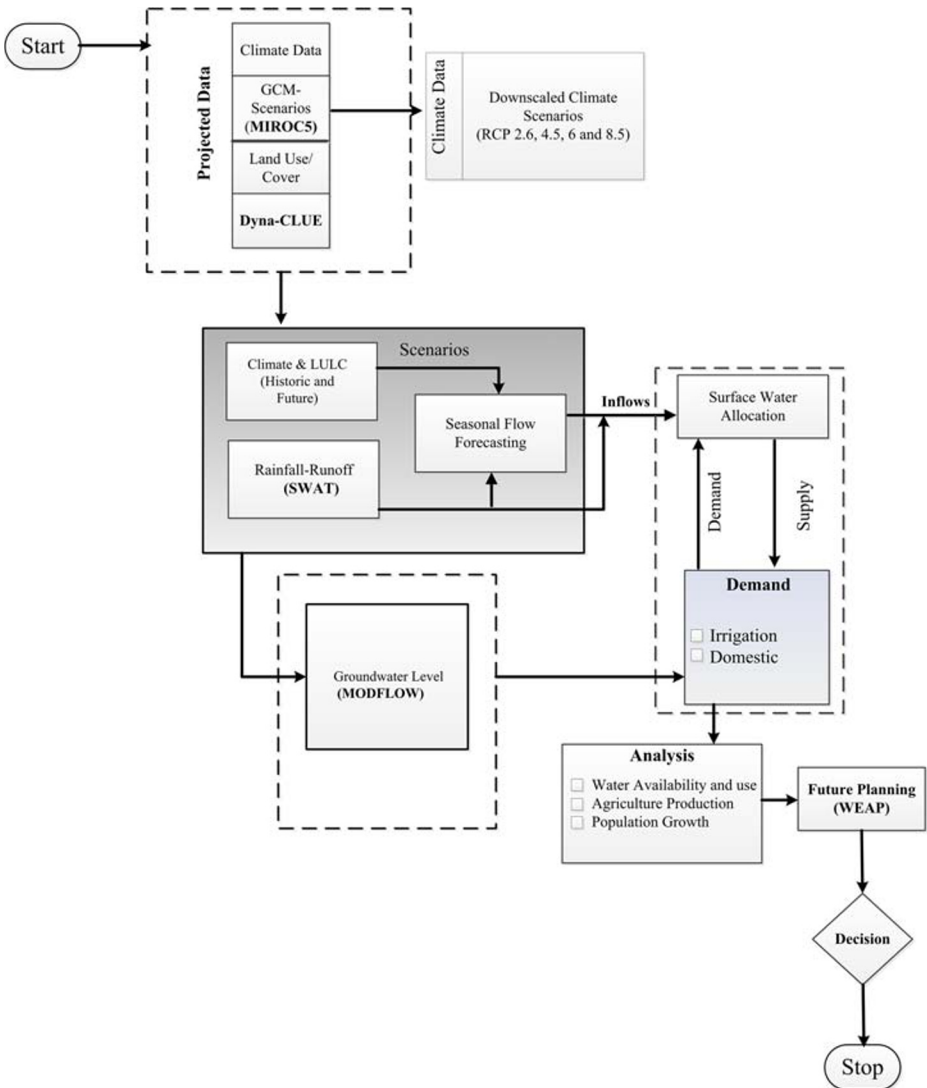 Start
Projected Data
Climate Data
GCM-
Scenarios
(MIROC5)
Land Use/
Cover
Dyna-CLUE
Climate Data
Downscaled Climate
Scenarios
(RCP 2.6, 4.5, 6 and 8.5)
Climate & LULC
(Historic and
Future)
Scenarios
Seasonal Flow
Forecasting
Rainfall-Runoff
(SWAT)
Inflows
Surface Water
Allocation
Demand
Supply
Demand
Irrigation
Domestic
Groundwater Level
(MODFLOW)
Analysis
Water Availability and use
Agriculture Production
Population Growth
Future Planning
(WEAP)
Decision
Stop